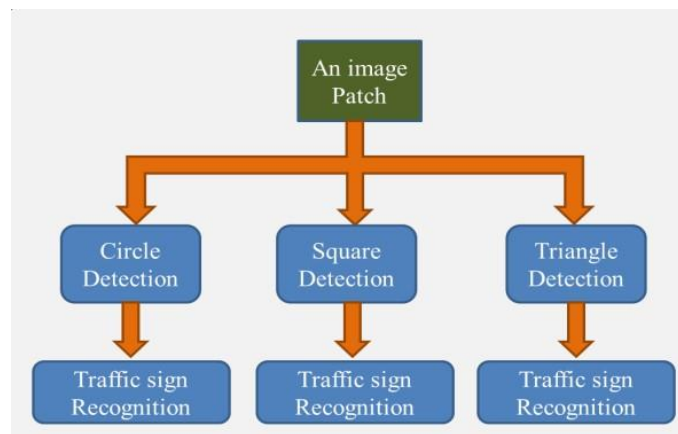 An image
Patch
Circle
Detection
Square
Detection
Triangle
Detection
Traffic sign
Recognition
Traffic sign
Recognition
Traffic sign
Recognition